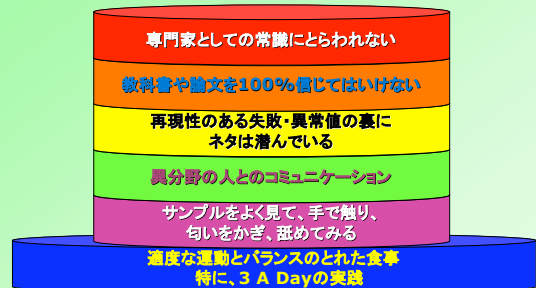 専門家としての常識にとらわれない
教科書や論文を100%信じてはいけない
再現性のある失敗・異常値の裏に
ネタは潜んでいる
異分野の人とのコミュニケーション
サンプルをよく見て、手で触り、
匂いをかぎ、舐めてみる
適度な運動とバランスのとれた食事
特に、3 A Dayの実践